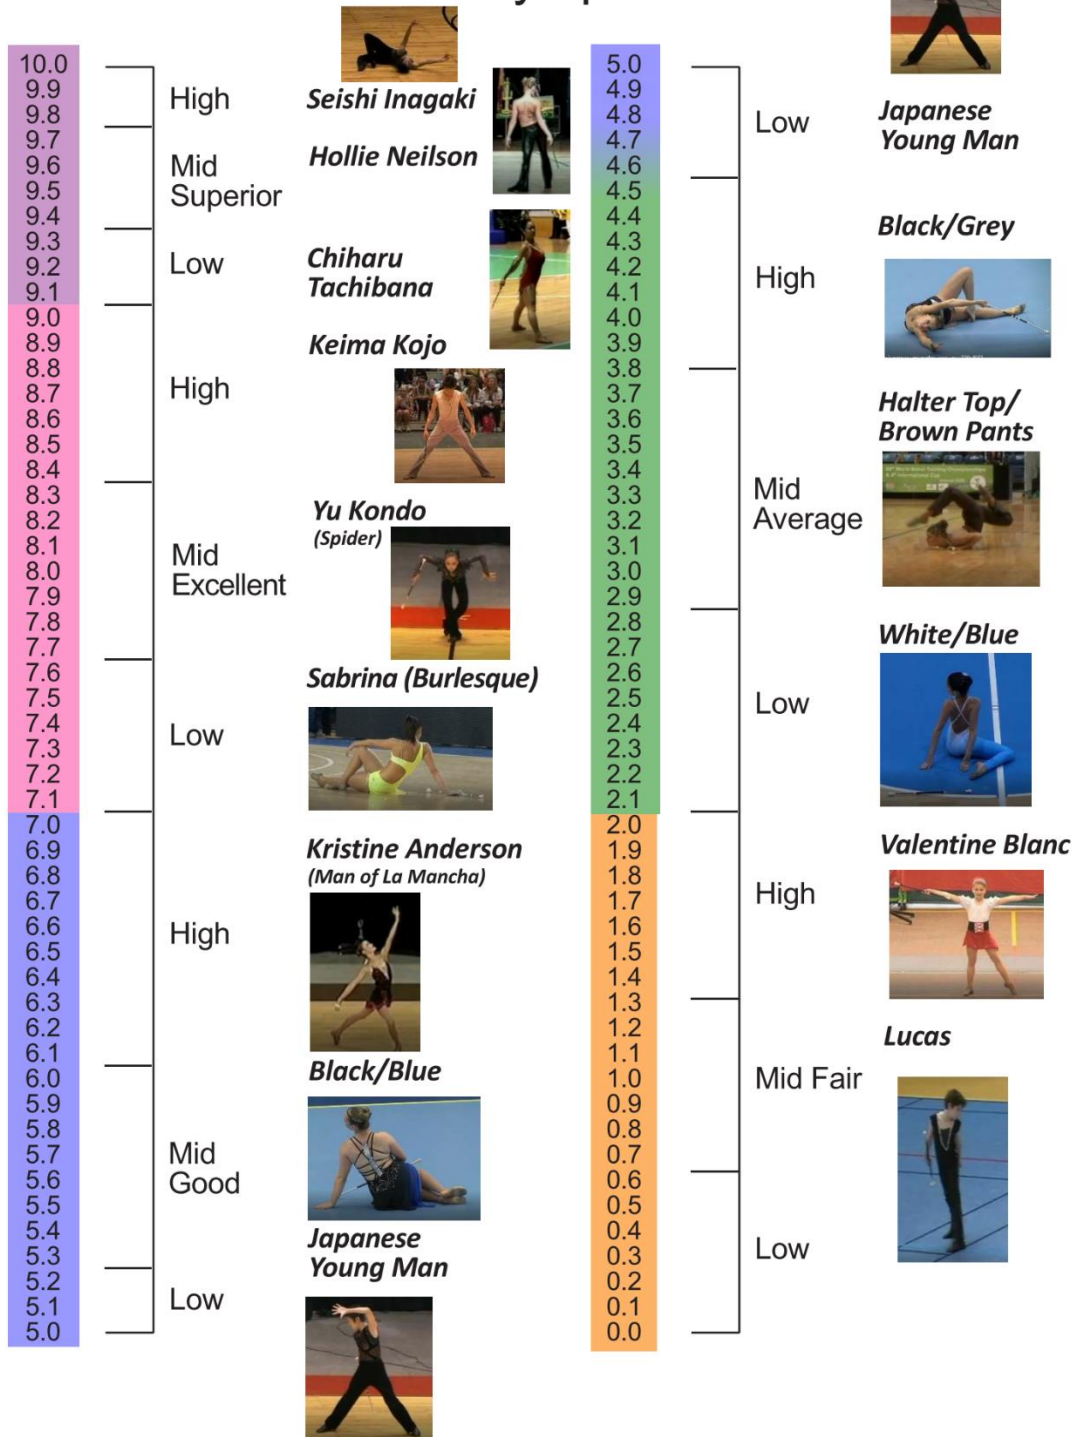 10.0
9.9
9.8
9.7
9.6
9.5
9.4
9.3
9.2
9.1
9.0
8.9
8.8
8.7
8.6
8.5
8.4
8.3
8.2
8.1
8.0
7.9
7.8
7.7
7.6
7.5
7.4
7.3
7.2
7.1
7.0
6.9
6.8
6.7
6.6
6.5
6.4
6.3
6.2
6.1
6.0
5.9
5.8
5.7
5.6
5.5
5.4
5.3
5.2
5.1
5.0
High
Mid
Superior
Low
High
Mid
Excellent
Low
High
Mid
Good
Low
Seishi Inagaki
Hollie Neilson
Chiharu
Tachibana
Keima Kojo
Yu Kondo
(Spider)
Sabrina (Burlesque)
Kristine Anderson
(Man of La Mancha)
Black/Blue
Japanese
Young Man
5.0
4.9
4.8
4.7
4.6
4.5
4.4
4.3
4.2
4.1
4.0
3.9
3.8
3.7
3.6
3.5
3.4
3.3
3.2
3.1
3.0
2.9
2.8
2.7
2.6
2.5
2.4
2.3
2.2
2.1
2.0
1.9
1.8
1.7
1.6
1.5
1.4
1.3
1.2
1.1
1.0
0.9
0.8
0.7
0.6
0.5
0.4
0.3
0.2
0.1
0.0
Low
High
Mid
Average
Low
High
Mid Fair
Low
Japanese
Young Man
Black/Grey
Halter Top/
Brown Pants
White/Blue
Valentine Blanc
Lucas